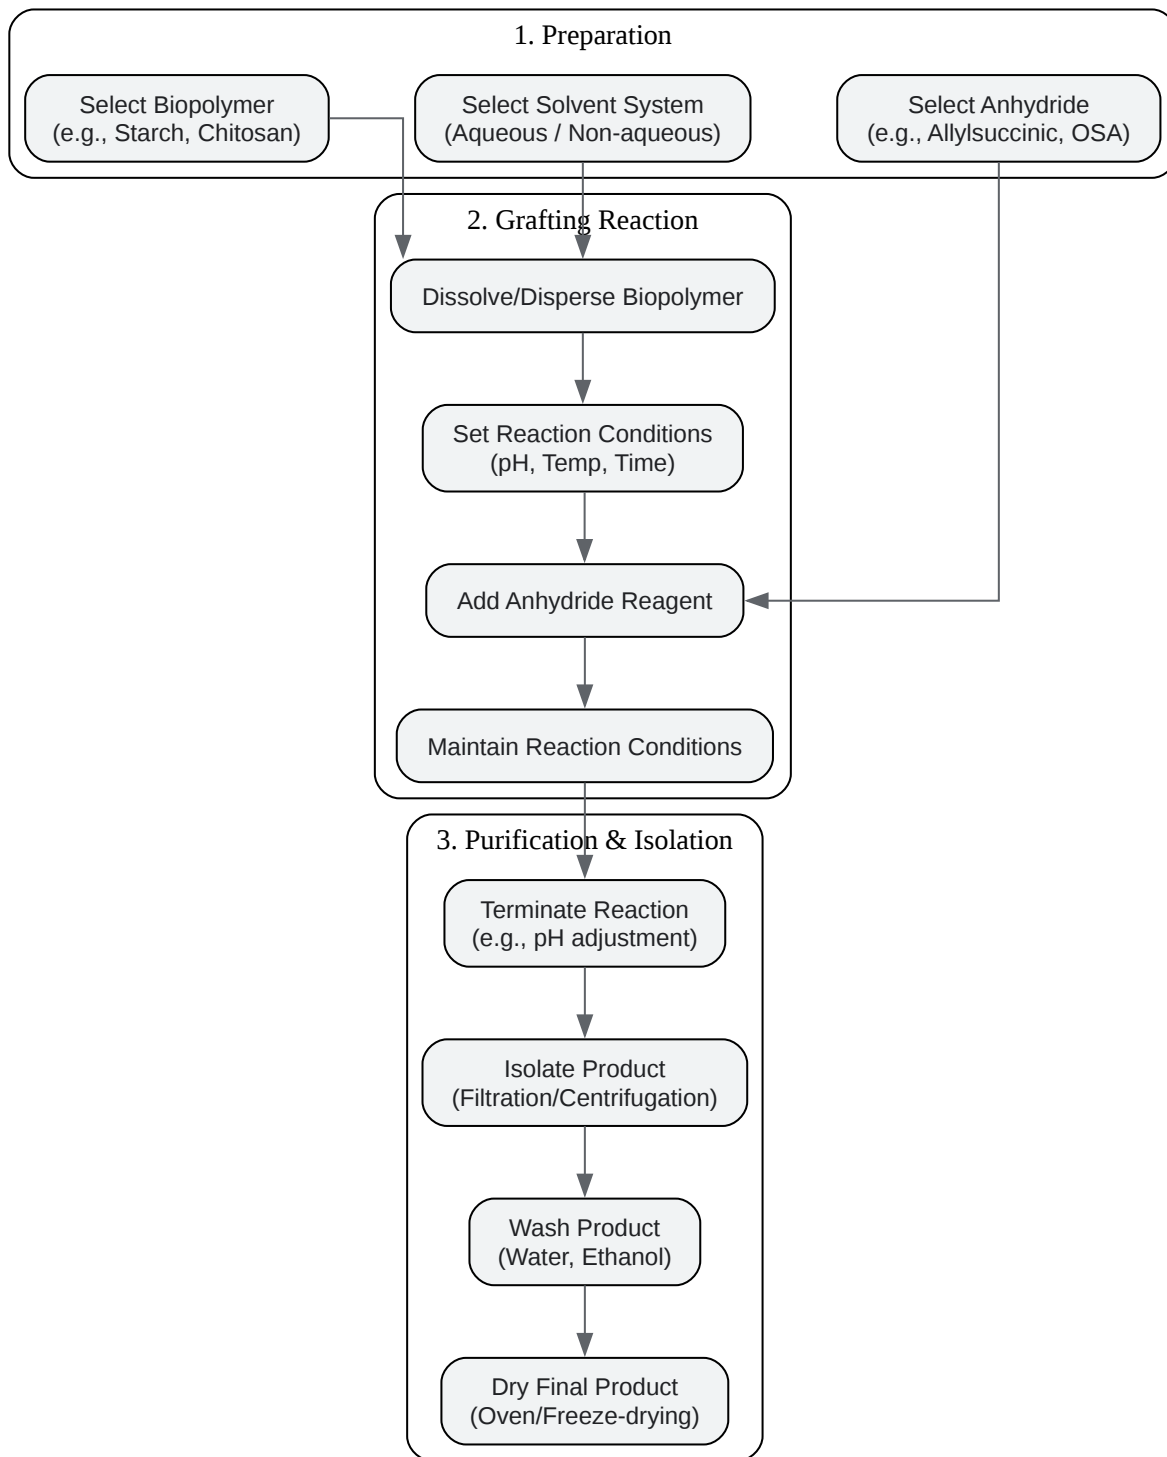 1. Preparation
Select Biopolymer
(e.g., Starch, Chitosan)
Select Solvent System
(Aqueous / Non-aqueous)
Select Anhydride
(e.g., Allylsuccinic, OSA)
2. Grafting Reaction
Dissolve/Disperse Biopolymer
Set Reaction Conditions
(pH, Temp, Time)
Add Anhydride Reagent
Maintain Reaction Conditions
3. Purification & Isolation
Terminate Reaction
(e.g., pH adjustment)
Isolate Product
(Filtration/Centrifugation)
Wash Product
(Water, Ethanol)
Dry Final Product
(Oven/Freeze-drying)